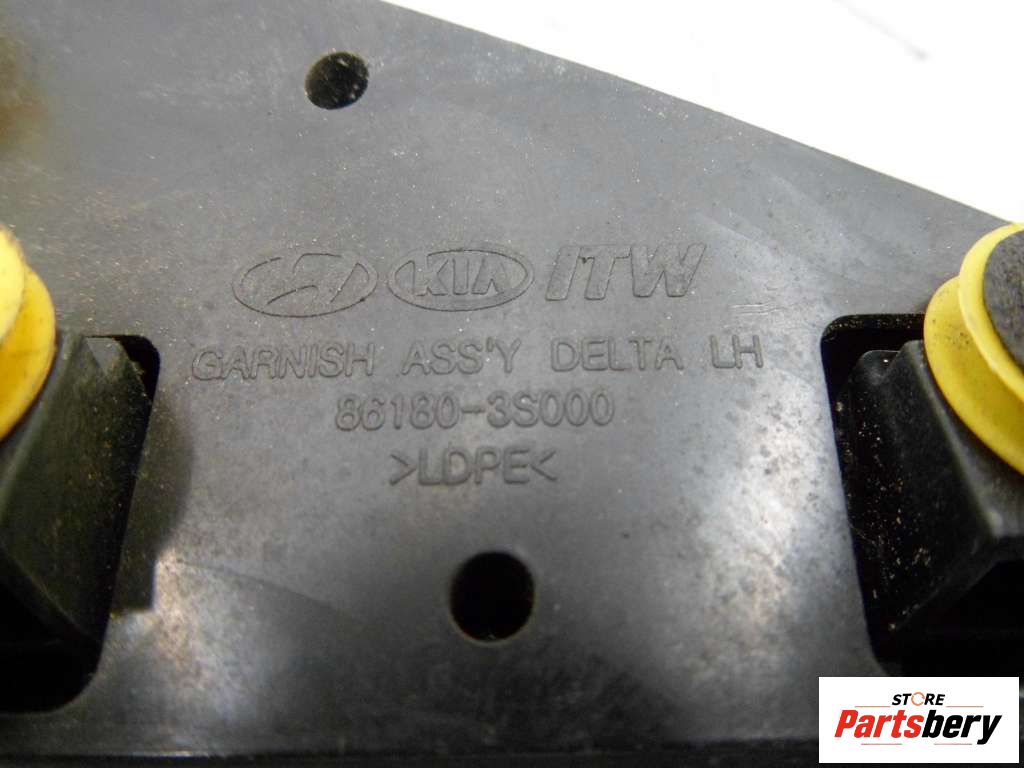 KIA ITW
GARNISH ASS'Y DELTA LH
86180-3S000
>LDPE<
STORE
Partsbery